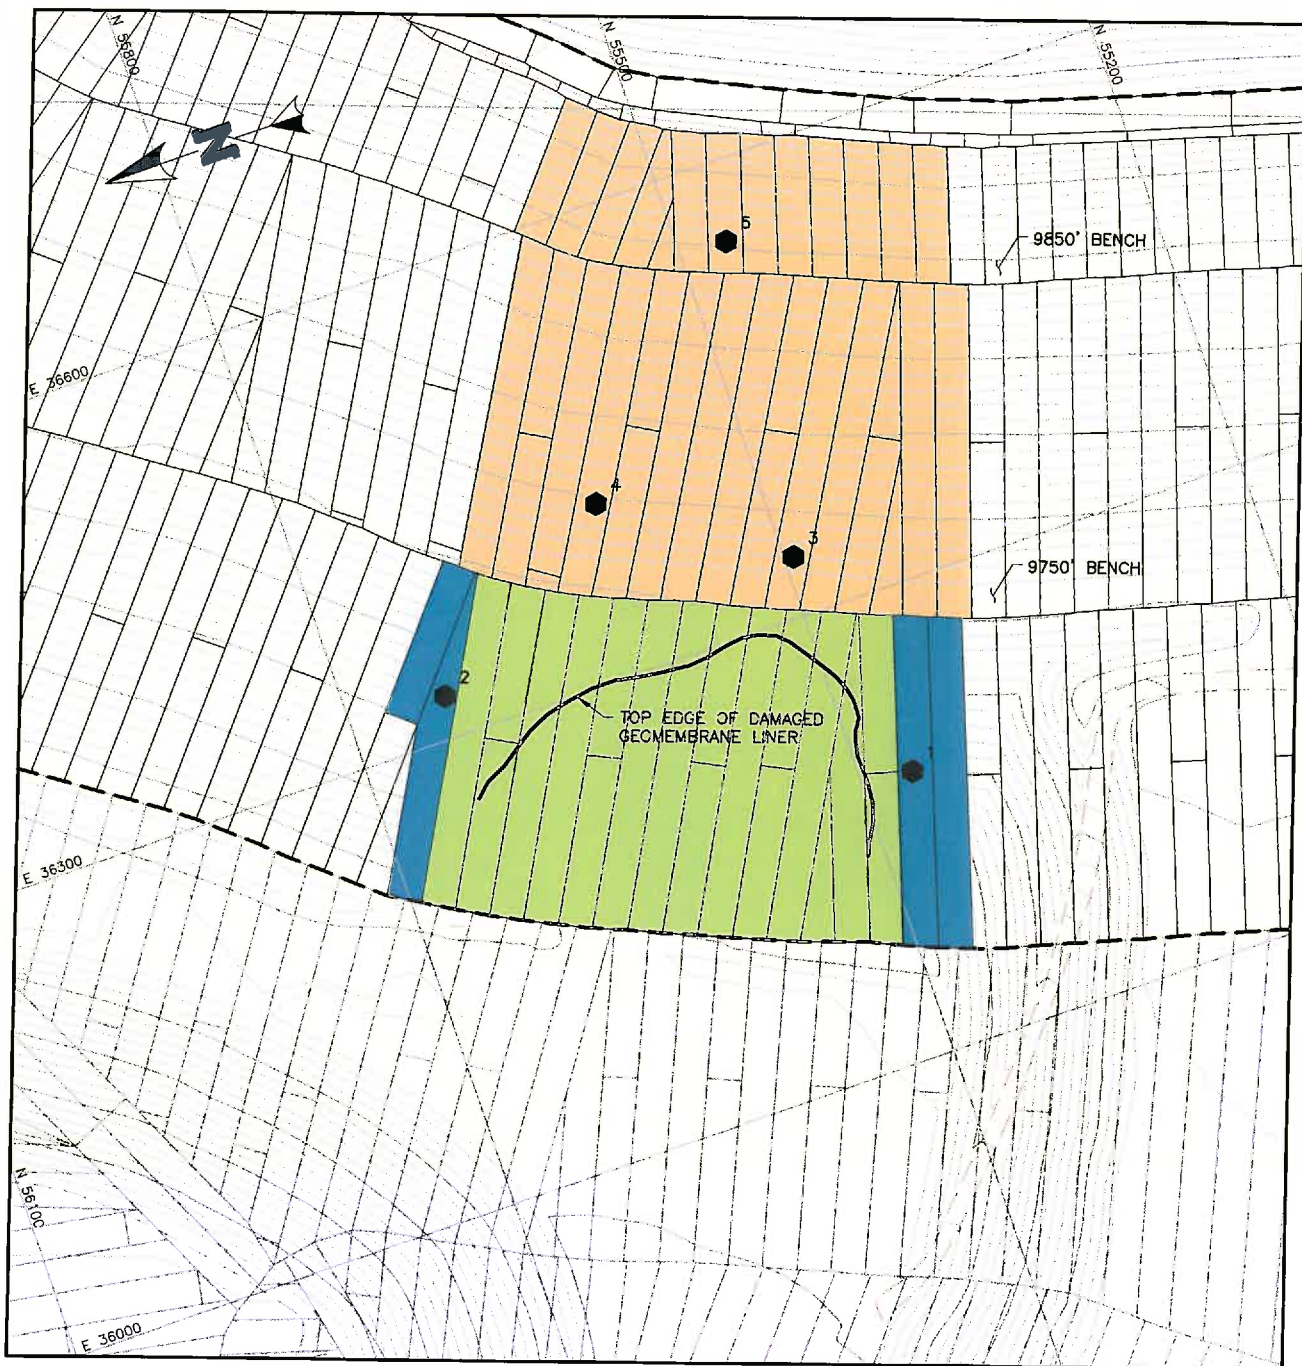 N 55800
N 55500
N 55200
N
5
9850' BENCH
E 36600
4
3
9750' BENCH
2
TOP EDGE OF DAMAGED
GEOMEMBRANE LINER
1
E 36300
N 56100
E 36000